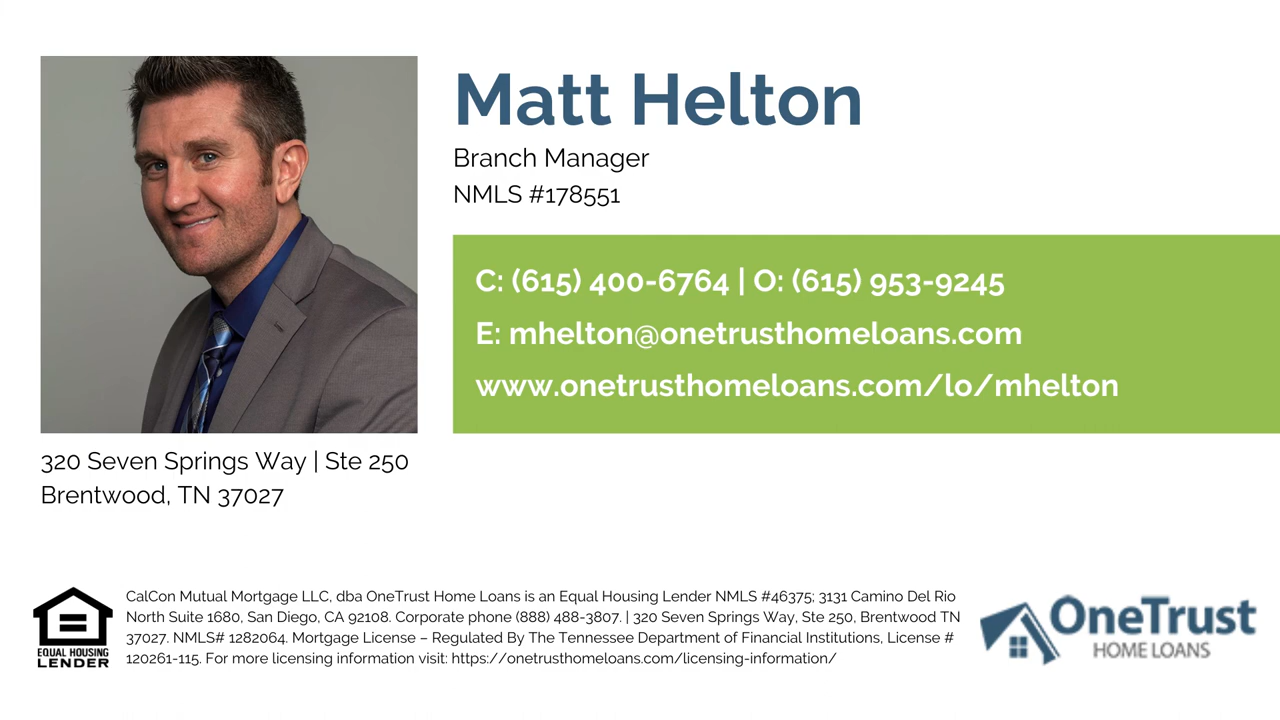 Matt Helton
Branch Manager
NMLS #178551
C: (615) 400-6764 | O: (615) 953-9245
E: mhelton@onetrusthomeloans.com
www.onetrusthomeloans.com/lo/mhelton
320 Seven Springs Way | Ste 250
Brentwood, TN 37027
EQUAL HOUSING
LENDER
CalCon Mutual Mortgage LLC, dba OneTrust Home Loans is an Equal Housing Lender NMLS #46375; 3131 Camino Del Rio
North Suite 1680, San Diego, CA 92108. Corporate phone (888) 488-3807. | 320 Seven Springs Way, Ste 250, Brentwood TN
37027. NMLS# 1282064. Mortgage License – Regulated By The Tennessee Department of Financial Institutions, License #
120261-115. For more licensing information visit: https://onetrusthomeloans.com/licensing-information/
OneTrust
HOME LOANS